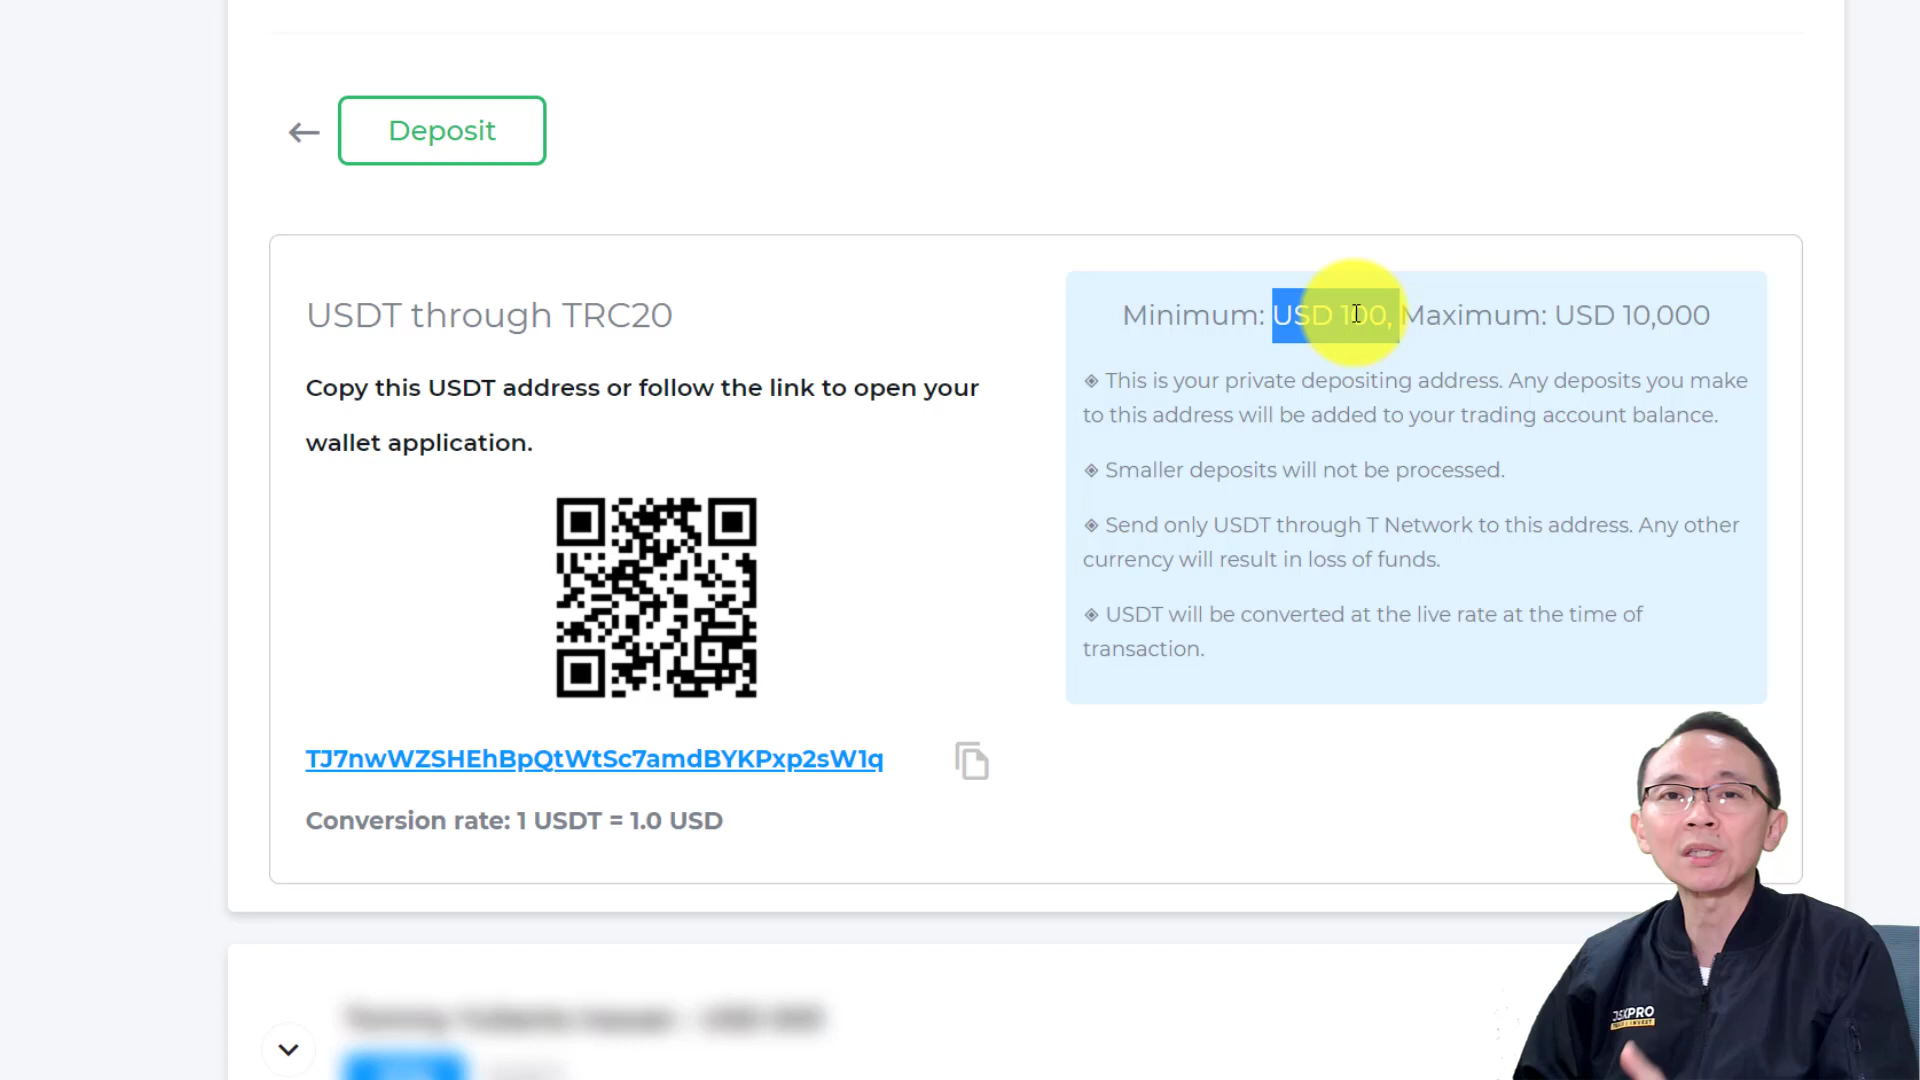 Deposit
USDT through TRC20
Copy this USDT address or follow the link to open your
wallet application.
TJ7nwWZSHEhBpQtWtSc7amdBYKPxp2sW1q
Conversion rate: 1 USDT = 1.0 USD
Minimum: USD 100, Maximum: USD 10,000
◈ This is your private depositing address. Any deposits you make
to this address will be added to your trading account balance.
◈ Smaller deposits will not be processed.
◈ Send only USDT through T Network to this address. Any other
currency will result in loss of funds.
◈ USDT will be converted at the live rate at the time of
transaction.
JSXPRO